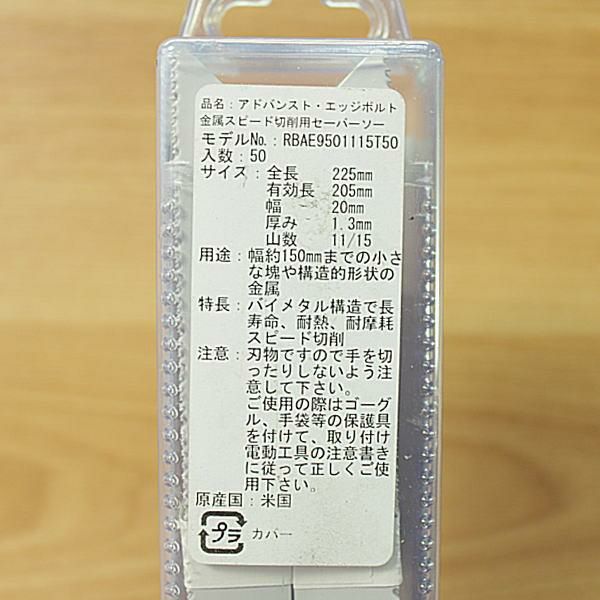 品名：アドバンスト・エッジボルト
金属スピード切削用セーバーソー
モデルNo.：RBAE9501115T50
入数：50
サイズ：全長 225mm
有効長 205mm
幅 20mm
厚み 1.3mm
山数 11/15
用途：幅約150mmまでの小さ
な塊や構造的形状の
金属
特長：バイメタル構造で長
寿命、耐熱、耐摩耗
スピード切削
注意：刃物ですので手を切
ったりしないよう注
意して下さい。
ご使用の際はゴーグ
ル、手袋等の保護具
を付けて、取り付け
電動工具の注意書き
に従って正しくご使
用下さい。
原産国：米国
プラ カバー